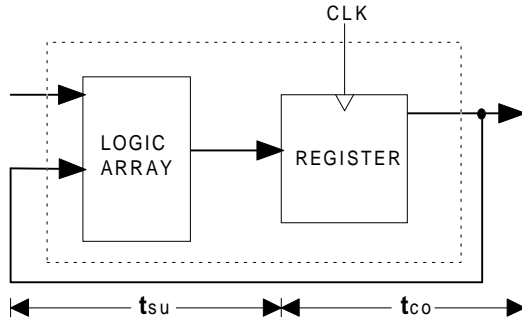 CLK
LOGIC
ARRAY
REGISTER
tsu
tco